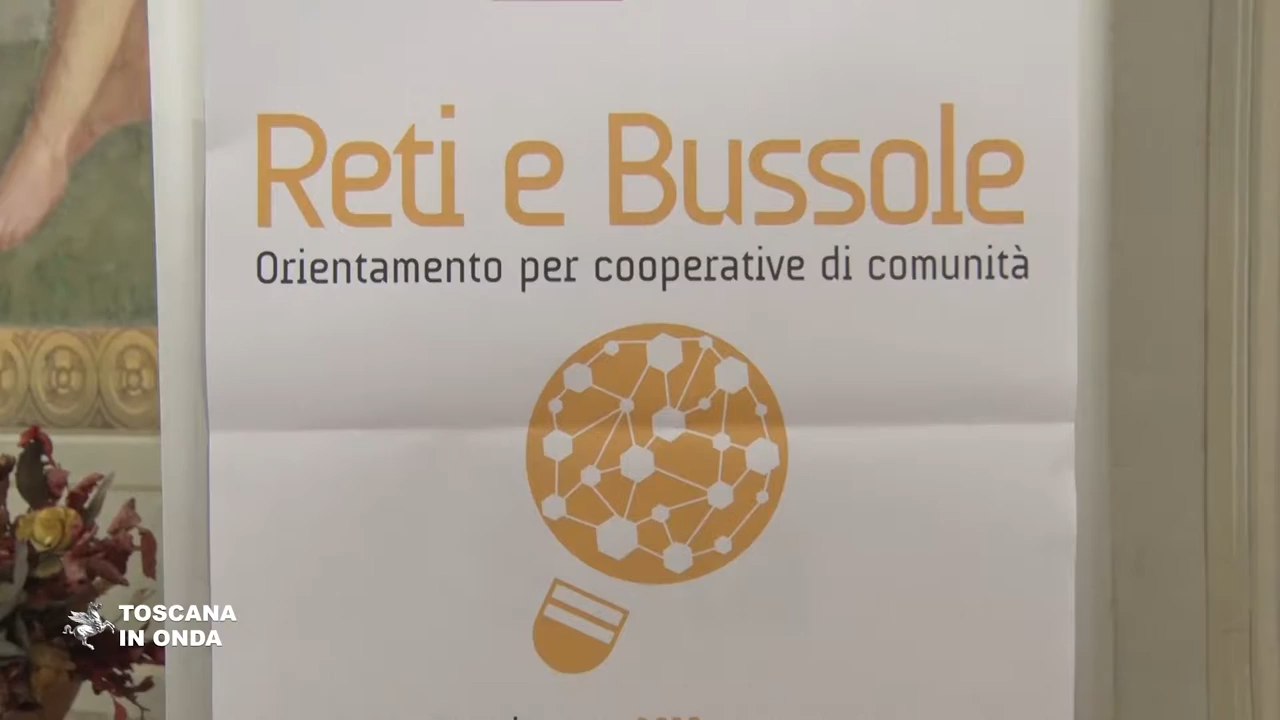 Reti e Bussole
Orientamento per cooperative di comunità
TOSCANA
IN ONDA